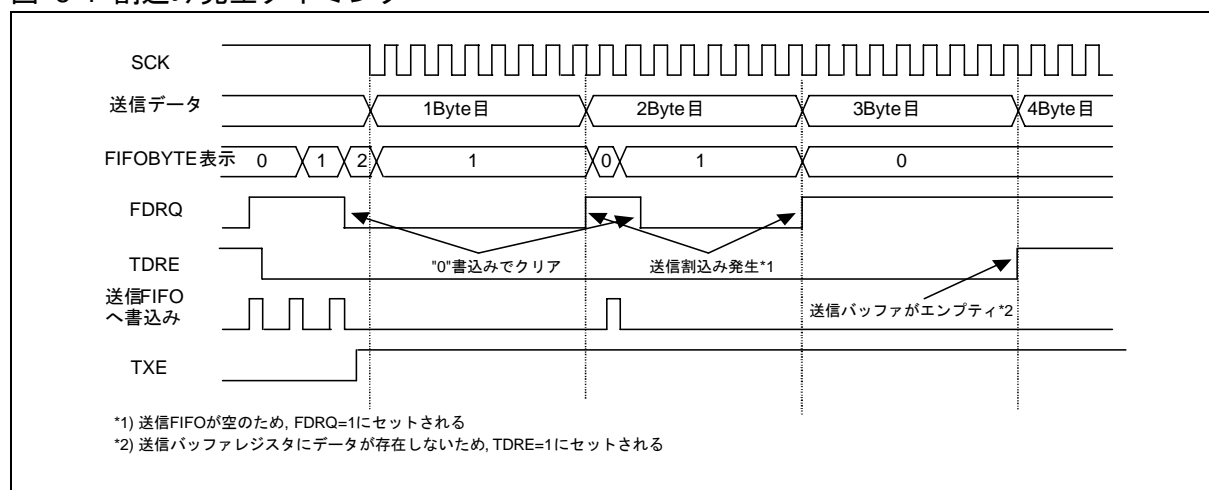 SCK
送信データ 1Byte目 2Byte目 3Byte目 4Byte目
FIFOBYTE表示 0 1 2 1 0 1 0
FDRQ
TDRE "0"書込みでクリア 送信割込み発生*1
送信FIFO
へ書込み 送信バッファがエンプティ*2
TXE
*1) 送信FIFOが空のため, FDRQ=1にセットされる
*2) 送信バッファレジスタにデータが存在しないため, TDRE=1にセットされる